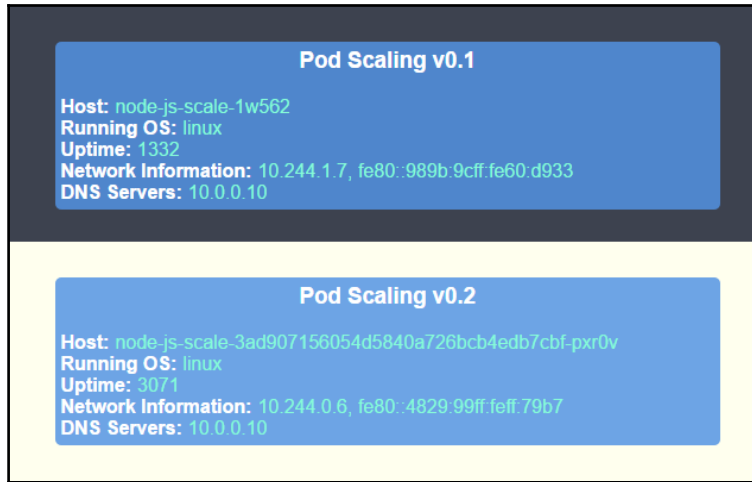 Pod Scaling v0.1
Host: node-js-scale-1w562
Running OS: linux
Uptime: 1332
Network Information: 10.244.1.7, fe80::989b:9cff:fe60:d933
DNS Servers: 10.0.0.10
Pod Scaling v0.2
Host: node-js-scale-3ad907156054d5840a726bcb4edb7cbf-pxr0v
Running OS: linux
Uptime: 3071
Network Information: 10.244.0.6, fe80::4829:99ff:feff:79b7
DNS Servers: 10.0.0.10